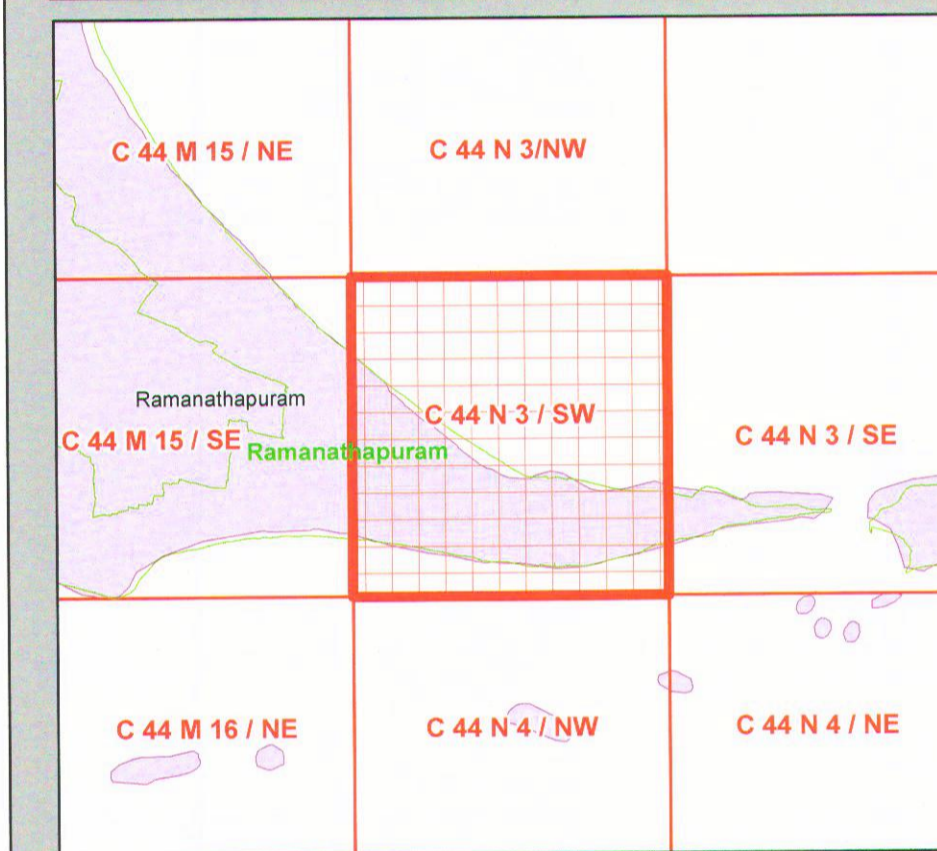 C 44 M 15 / NE
C 44 N 3/NW
Ramanathapuram
C 44 M 15 / SE
Ramanathapuram
C 44 N 3 / SW
C 44 N 3 / SE
C 44 M 16 / NE
C 44 N 4 / NW
C 44 N 4 / NE